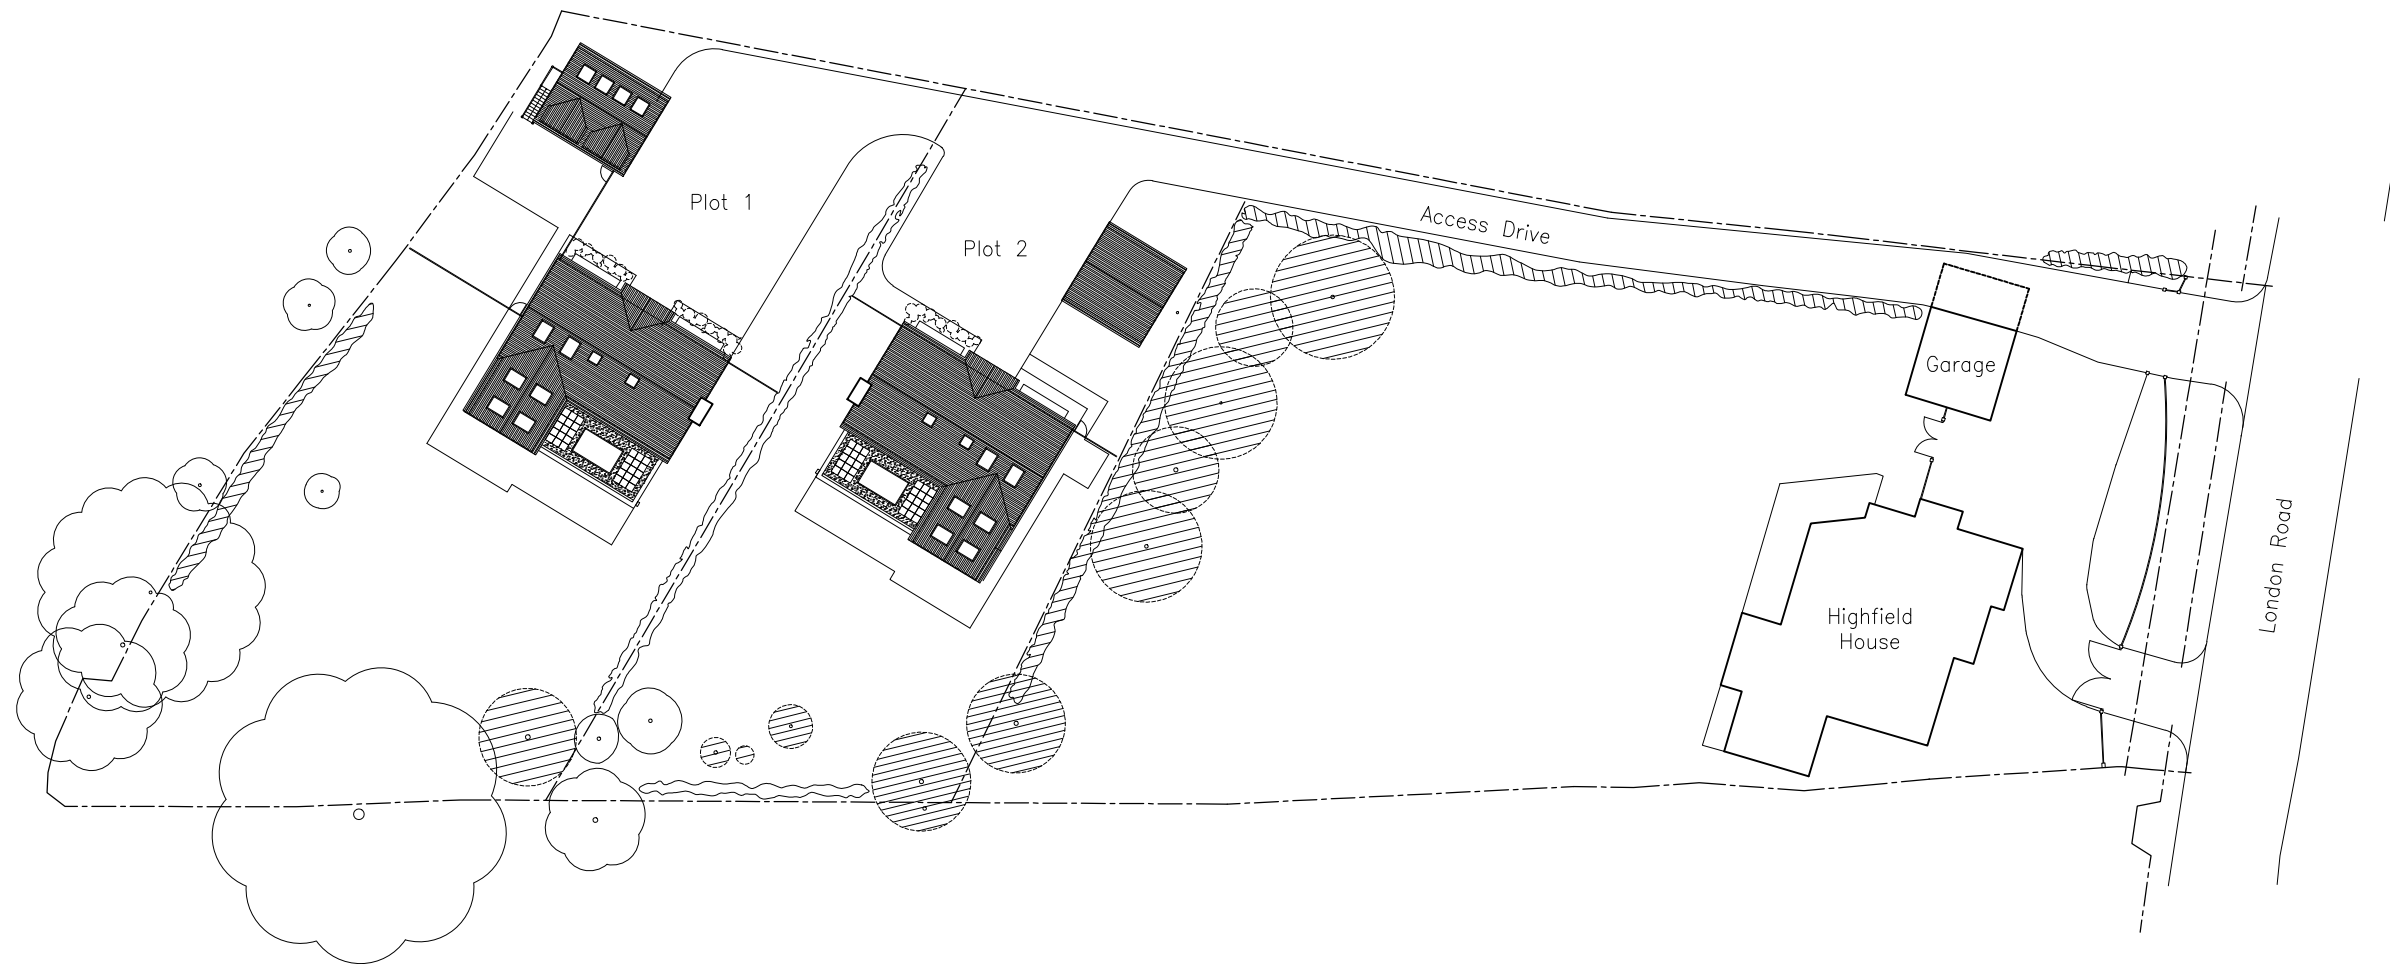 Plot 1
Plot 2
Access Drive
Garage
Highfield
House
London Road